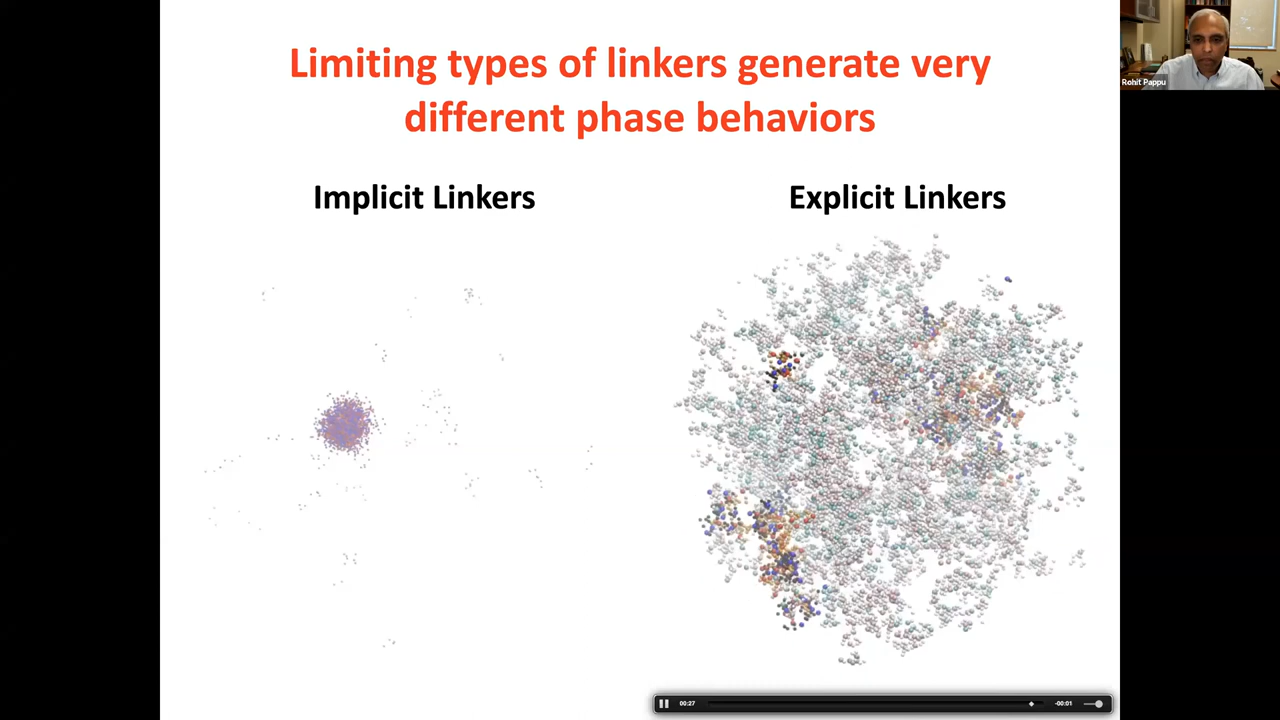 Limiting types of linkers generate very
different phase behaviors
Implicit Linkers
Explicit Linkers
Rohit Pappu
00:27
-00:01